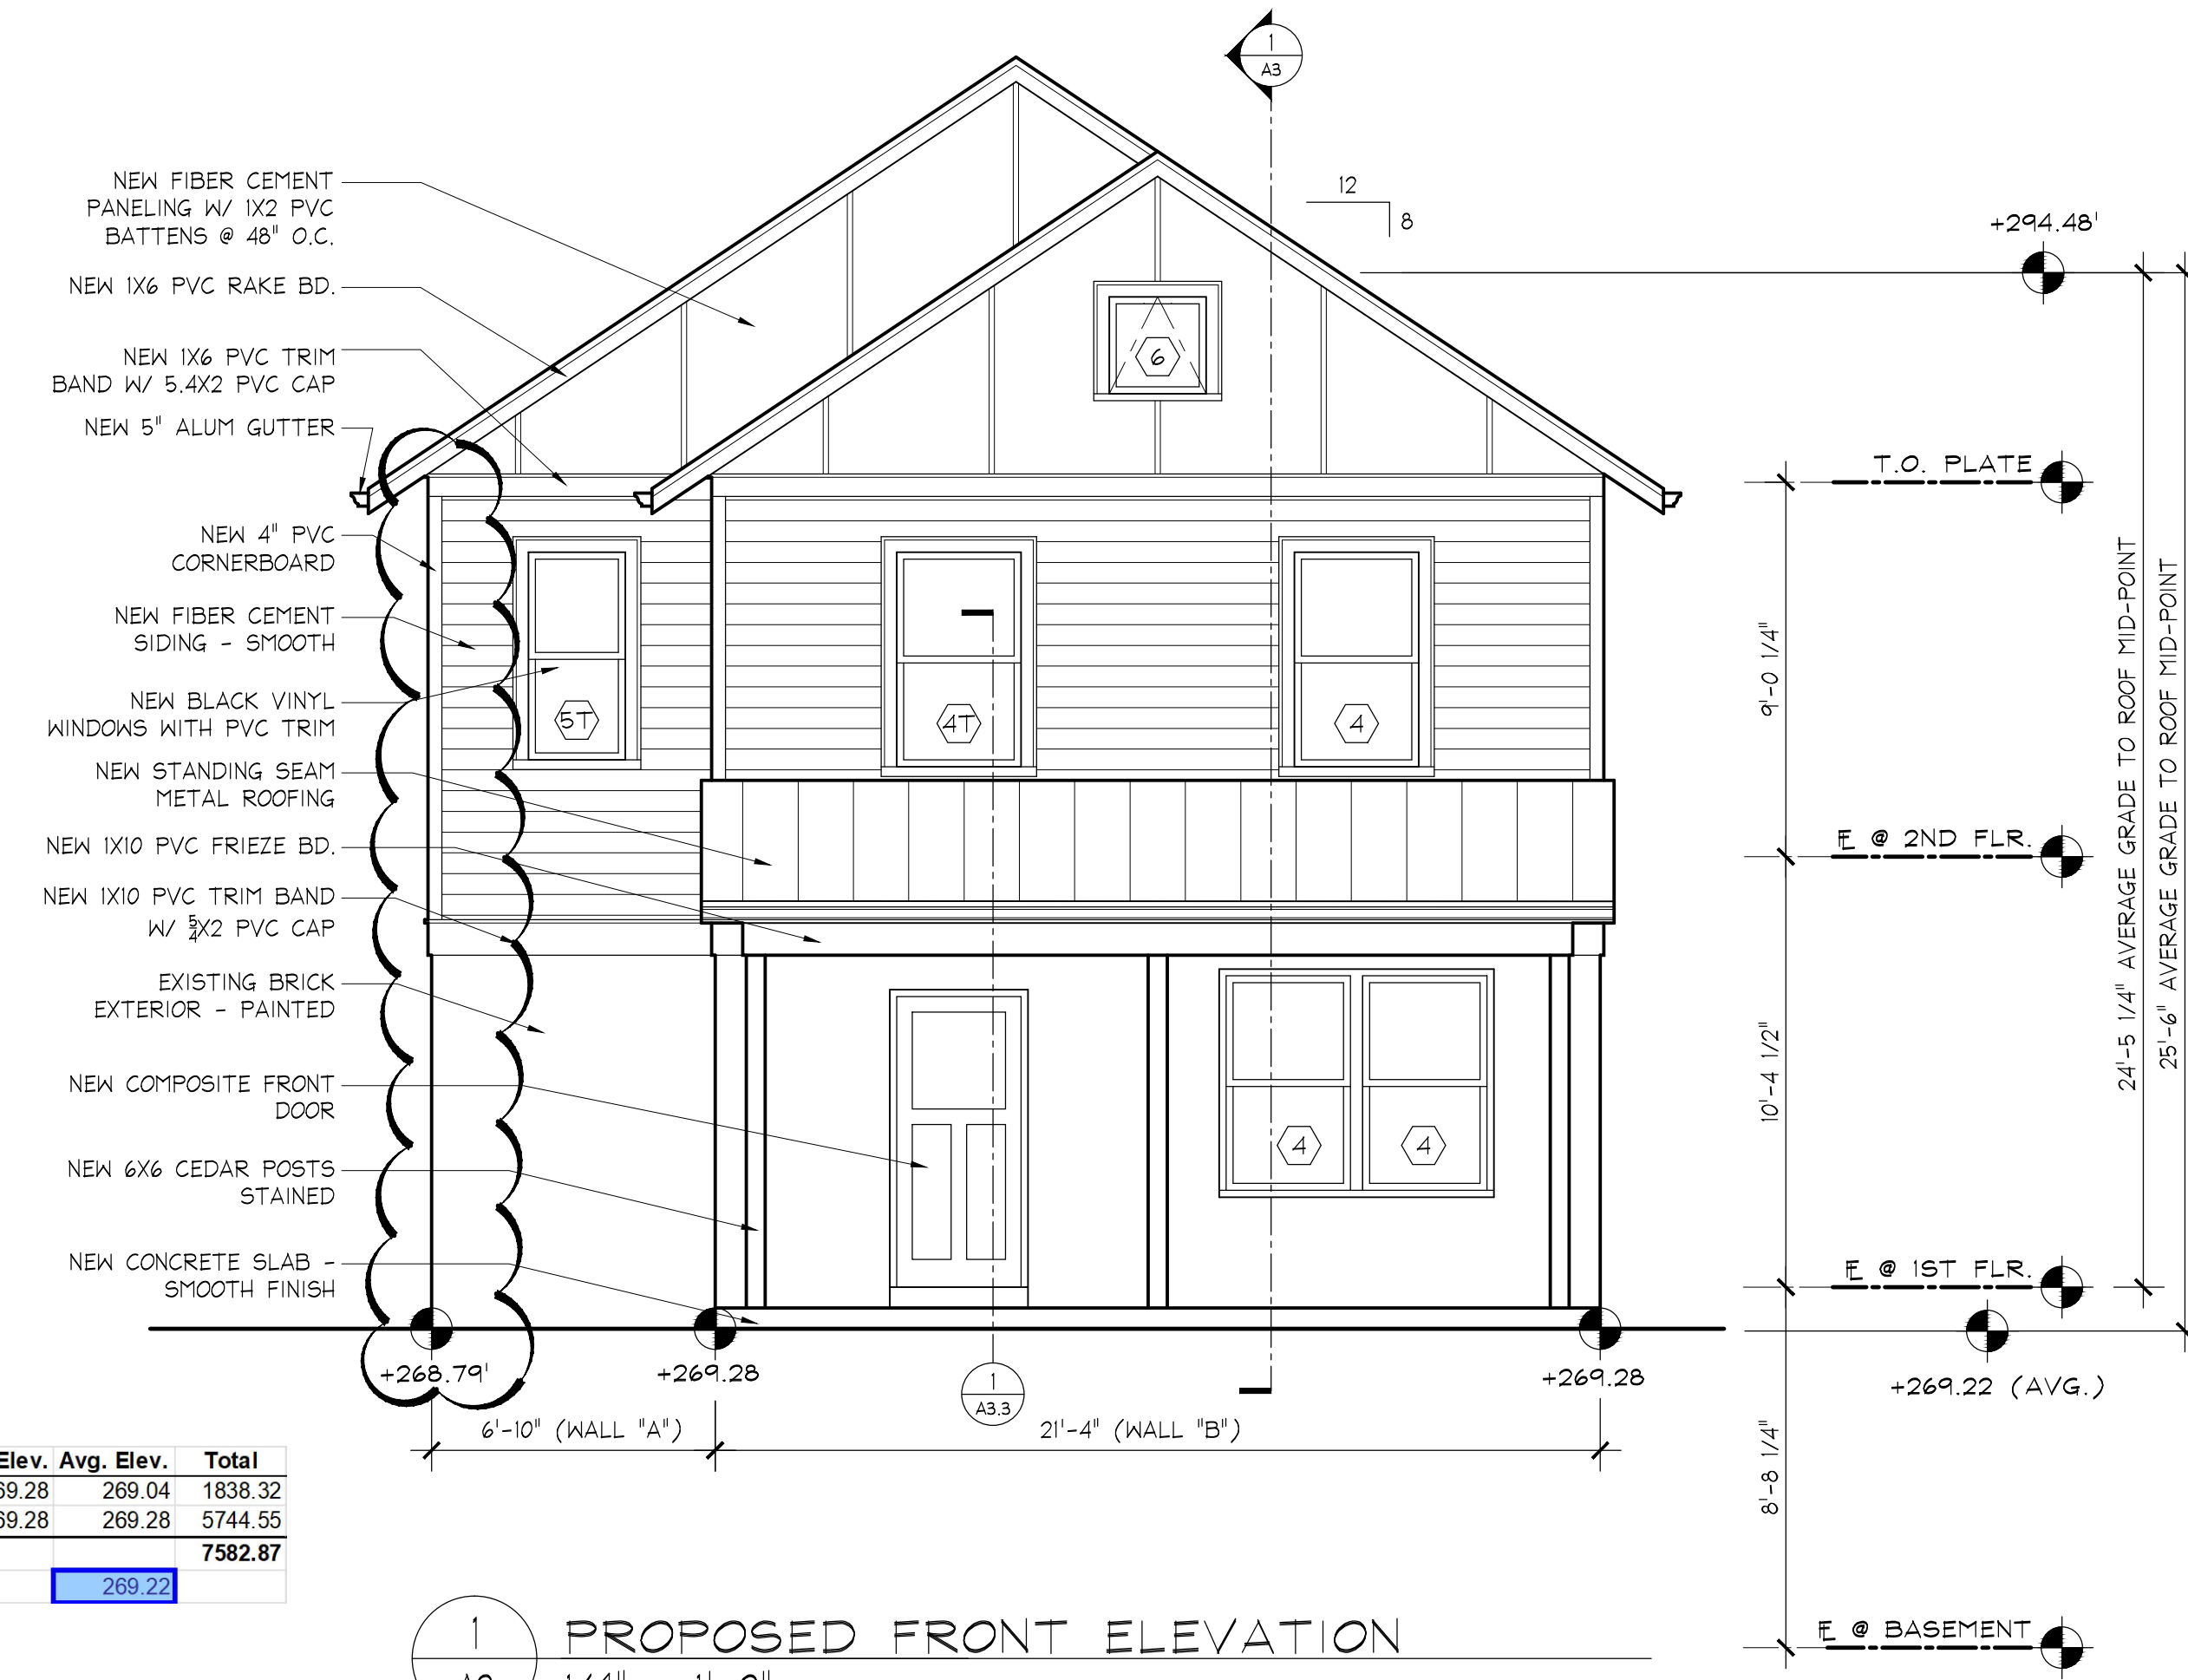 1
A3
NEW FIBER CEMENT
PANELING W/ 1X2 PVC
BATTENS @ 48" O.C.
NEW 1X6 PVC RAKE BD.
NEW 1X6 PVC TRIM
BAND W/ 5.4X2 PVC CAP
NEW 5" ALUM GUTTER
NEW 4" PVC
CORNERBOARD
NEW FIBER CEMENT
SIDING - SMOOTH
NEW BLACK VINYL
WINDOWS WITH PVC TRIM
NEW STANDING SEAM
METAL ROOFING
NEW 1X10 PVC FRIEZE BD.
NEW 1X10 PVC TRIM BAND
W/ 5/4X2 PVC CAP
EXISTING BRICK
EXTERIOR - PAINTED
NEW COMPOSITE FRONT
DOOR
NEW 6X6 CEDAR POSTS
STAINED
NEW CONCRETE SLAB -
SMOOTH FINISH
12
8
6
5T
4T
4
4
4
+294.48'
T.O. PLATE
9'-0 1/4"
FL @ 2ND FLR.
10'-4 1/2"
FL @ 1ST FLR.
24'-5 1/4" AVERAGE GRADE TO ROOF MID-POINT
25'-6" AVERAGE GRADE TO ROOF MID-POINT
+269.22 (AVG.)
8'-8 1/4"
FL @ BASEMENT
+268.79'
+269.28
+269.28
1
A3.3
6'-10" (WALL "A")
21'-4" (WALL "B")
Elev. Avg. Elev. Total
69.28 269.04 1838.32
69.28 269.28 5744.55
7582.87
269.22
1
PROPOSED FRONT ELEVATION